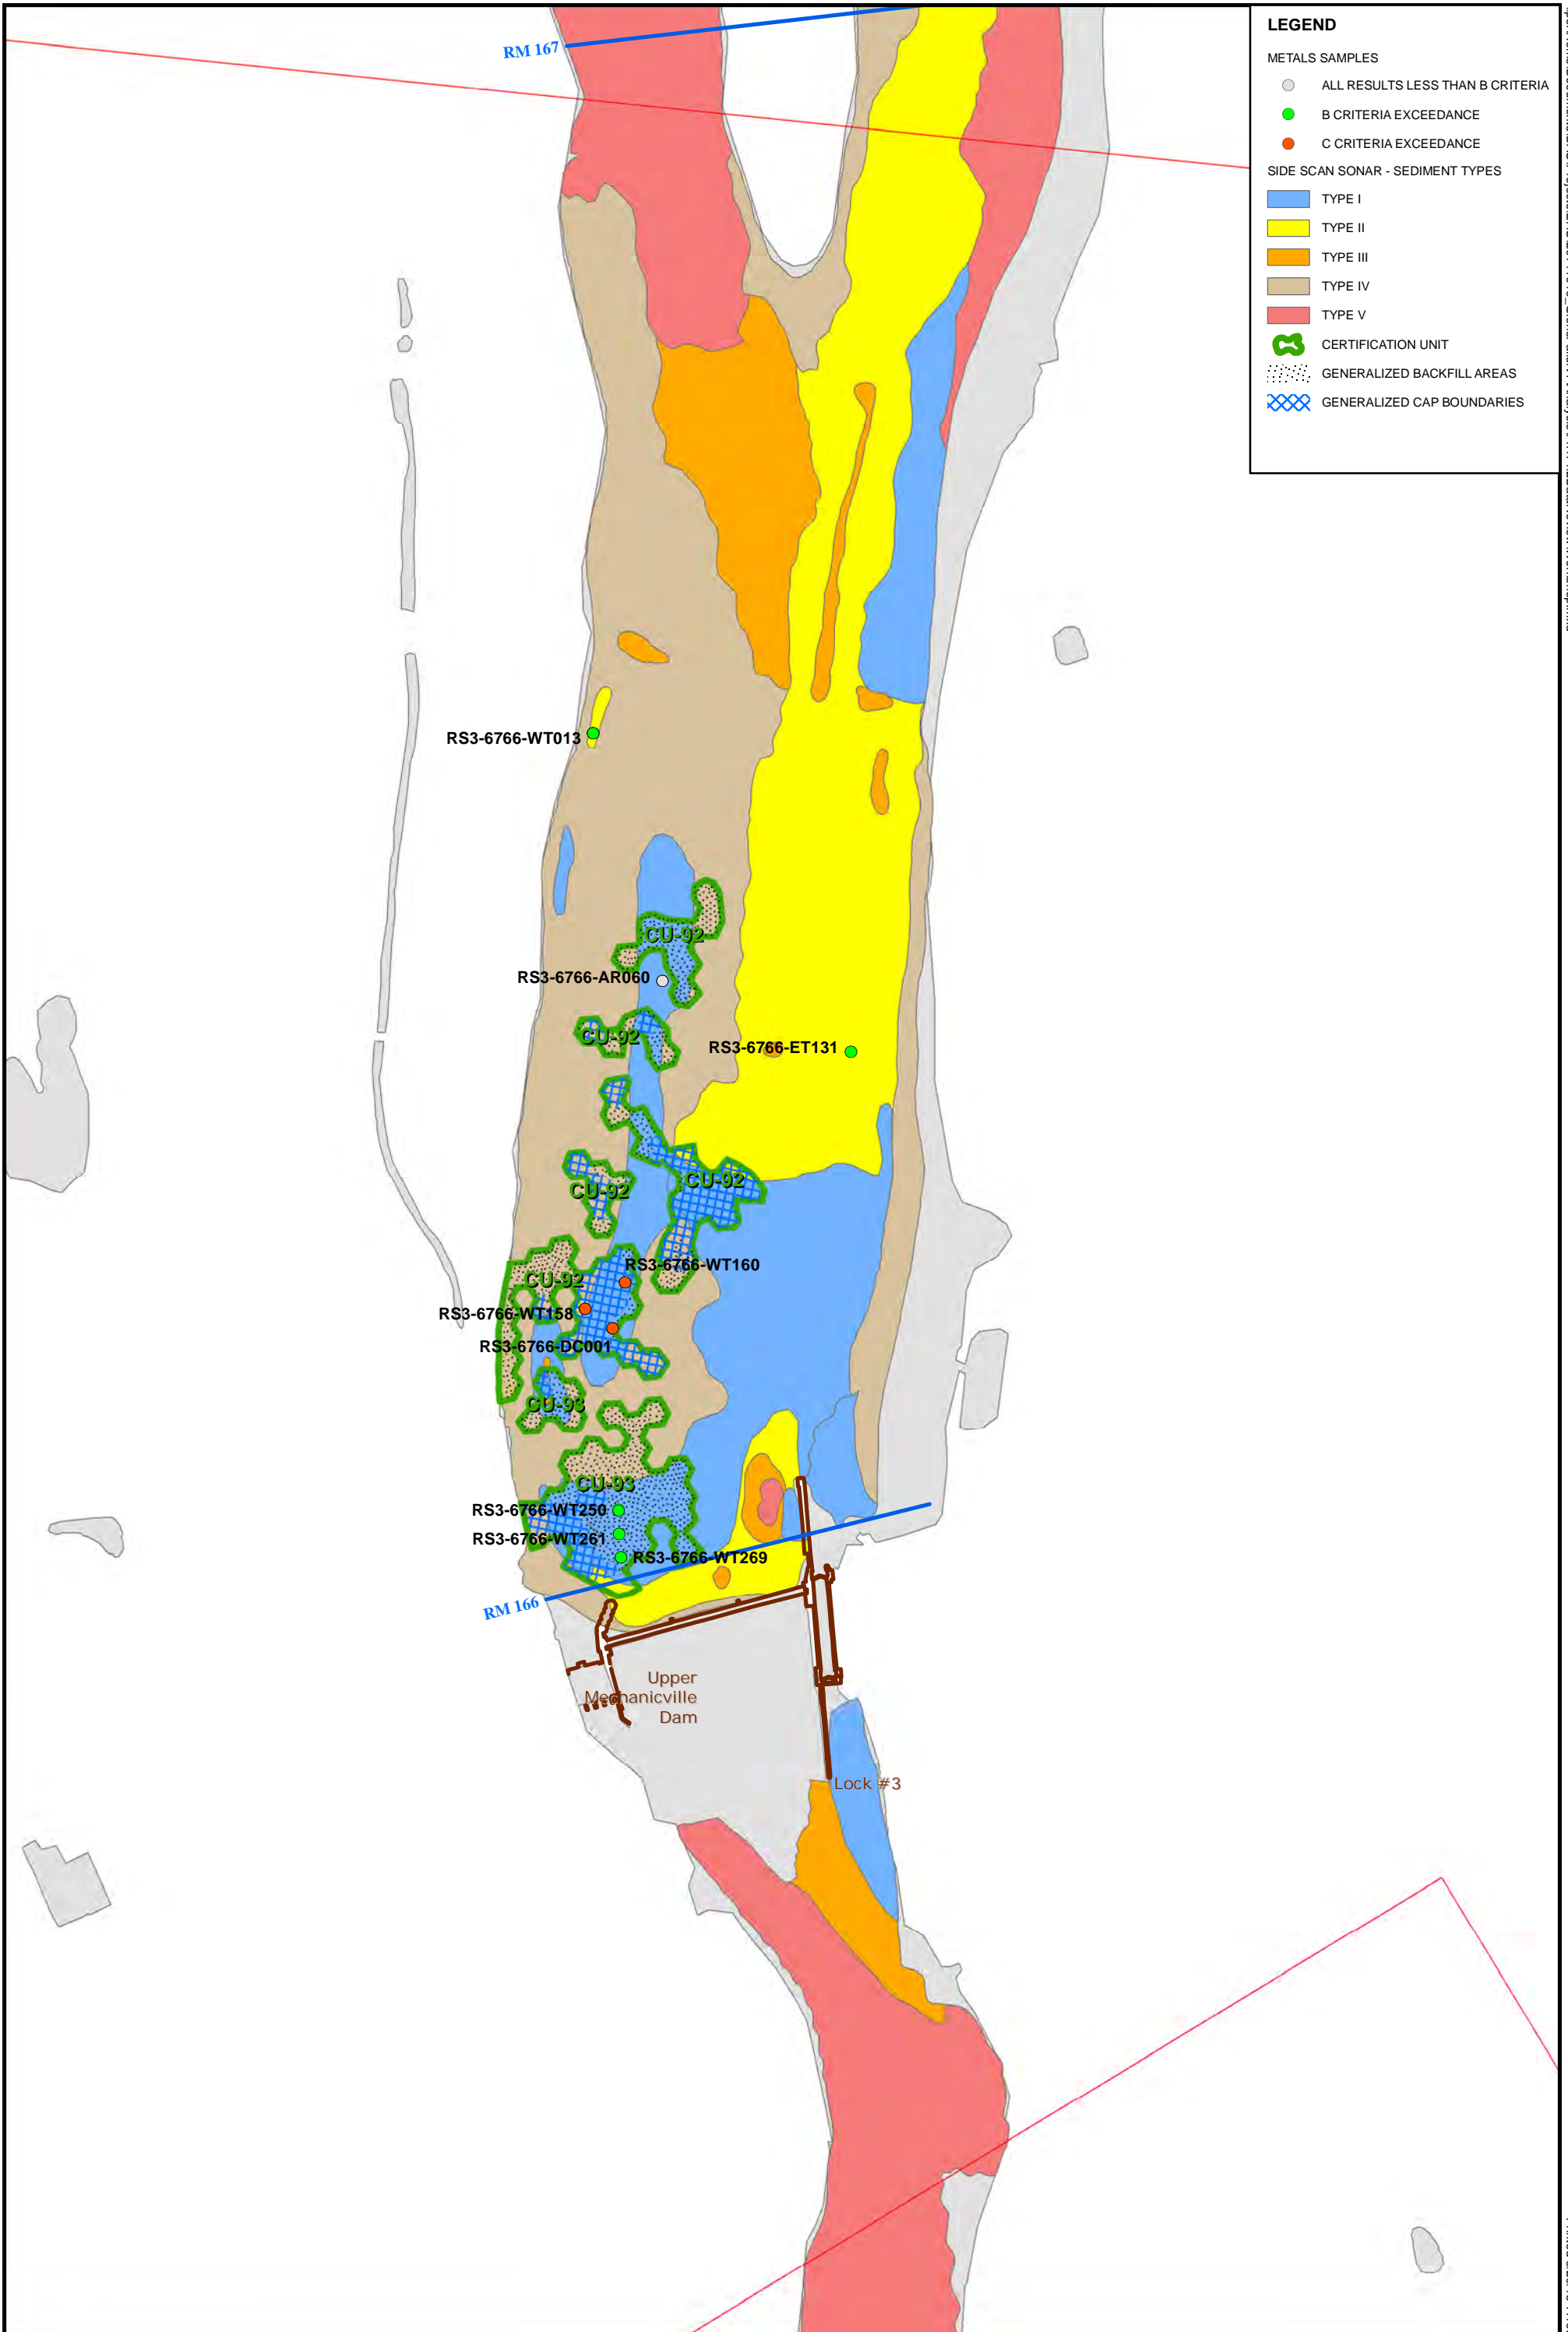 LEGEND
METALS SAMPLES
ALL RESULTS LESS THAN B CRITERIA
B CRITERIA EXCEEDANCE
C CRITERIA EXCEEDANCE
SIDE SCAN SONAR - SEDIMENT TYPES
TYPE I
TYPE II
TYPE III
TYPE IV
TYPE V
CERTIFICATION UNIT
GENERALIZED BACKFILL AREAS
GENERALIZED CAP BOUNDARIES
RM 167
RS3-6766-WT013
CU-92
RS3-6766-AR060
CU-92
RS3-6766-ET131
CU-92
CU-92
RS3-6766-WT160
CU-92
RS3-6766-WT158
RS3-6766-DC001
CU-93
CU-93
RS3-6766-WT250
RS3-6766-WT261
RS3-6766-WT269
RM 166
Upper
Mechanicville
Dam
Lock #3